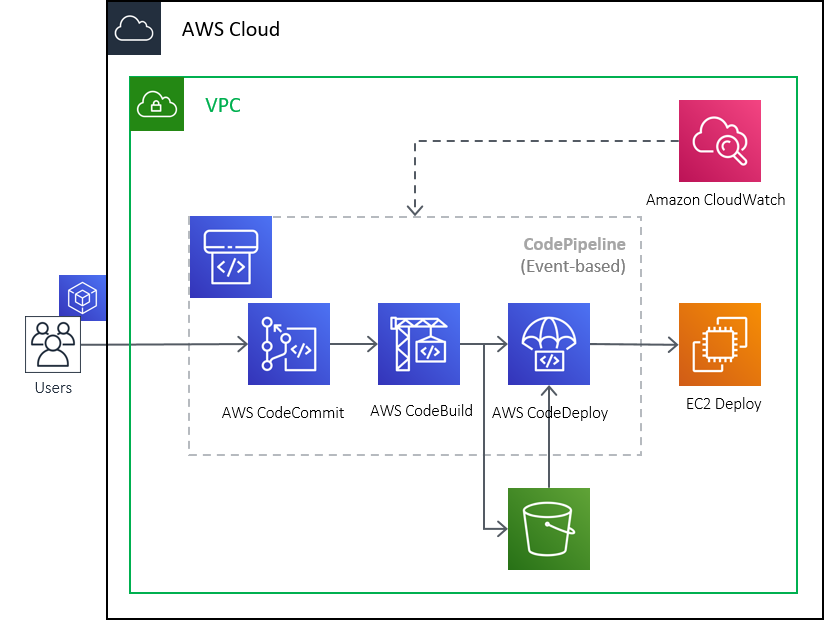 AWS Cloud
VPC
Amazon CloudWatch
CodePipeline
(Event-based)
Users
AWS CodeCommit
AWS CodeBuild
AWS CodeDeploy
EC2 Deploy